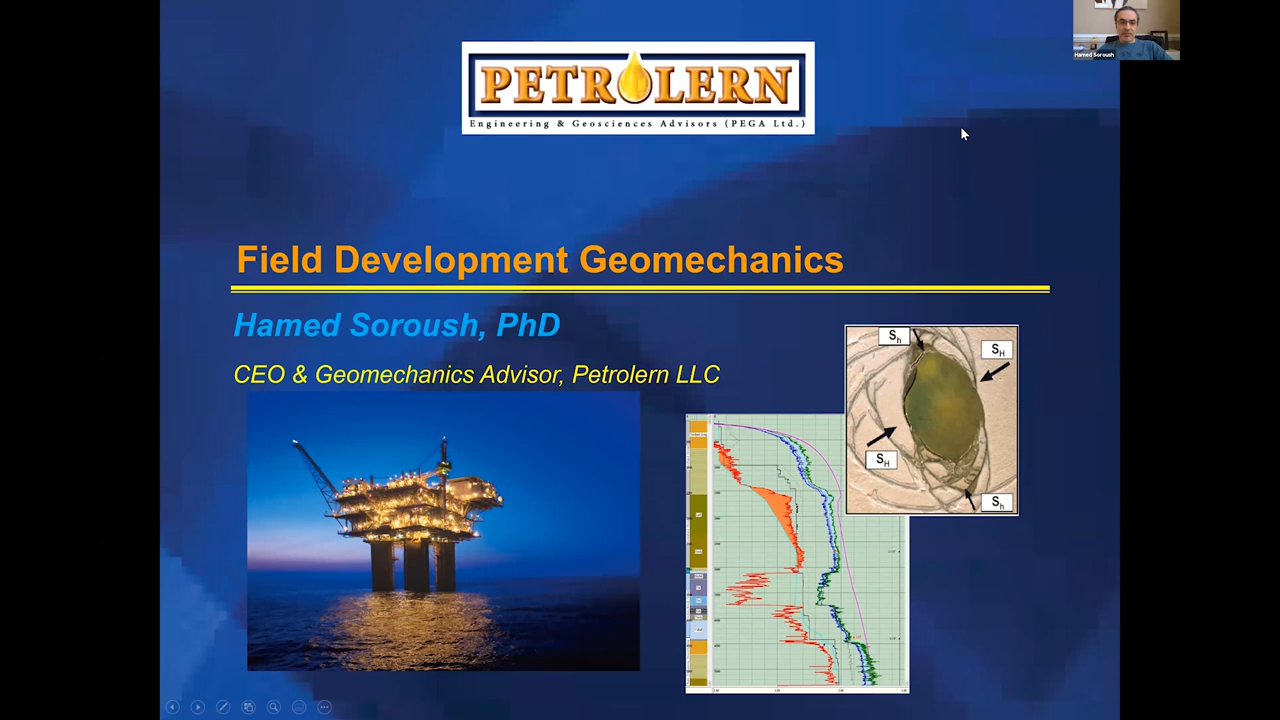 Hamed Soroush
PETROLERN
Engineering & Geosciences Advisors (PEGA Ltd.)
Field Development Geomechanics
Hamed Soroush, PhD
CEO & Geomechanics Advisor, Petrolern LLC
Sh
SH
SH
Sh